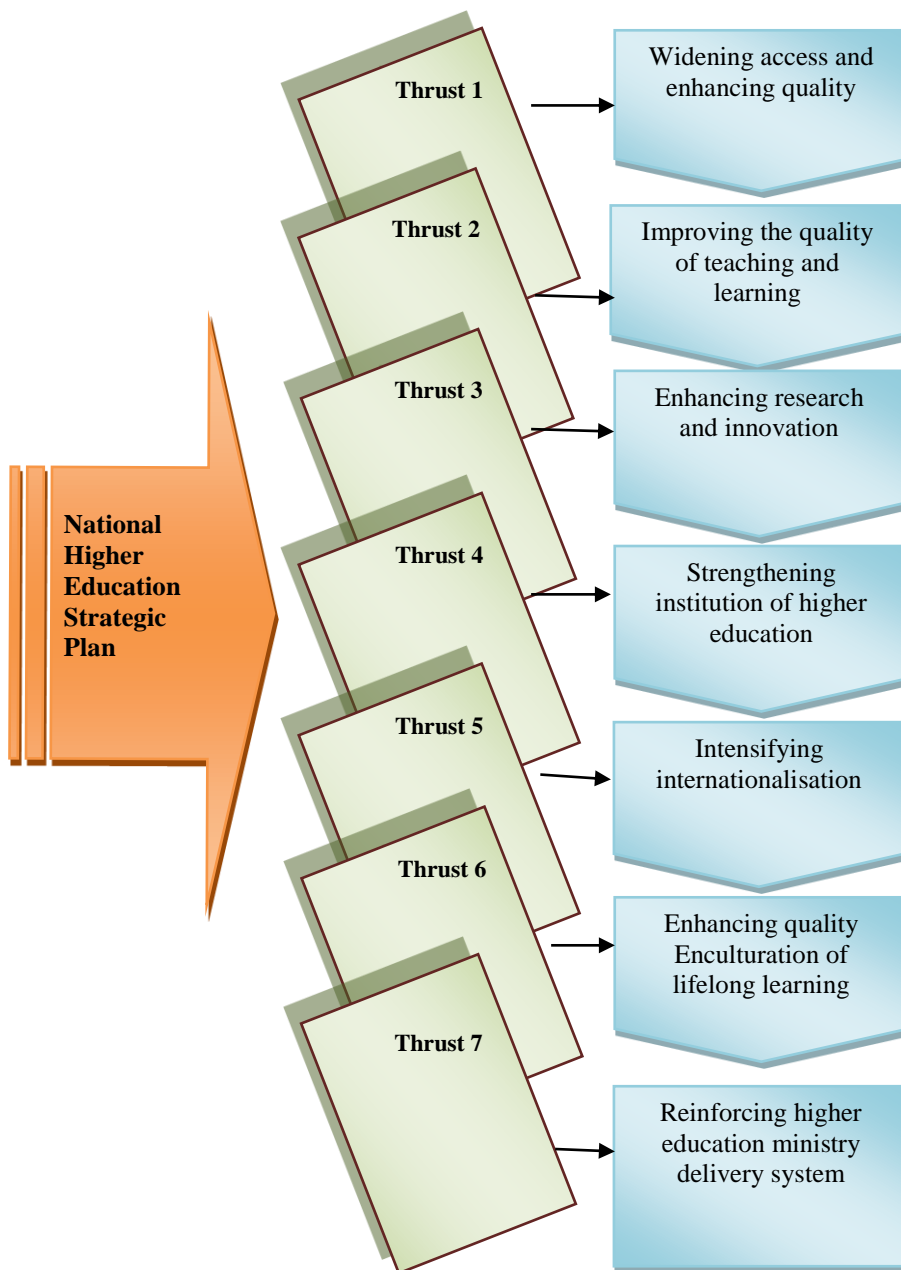 National
Higher
Education
Strategic
Plan
Thrust 1
Widening access and
enhancing quality
Thrust 2
Improving the quality
of teaching and
learning
Thrust 3
Enhancing research
and innovation
Thrust 4
Strengthening
institution of higher
education
Thrust 5
Intensifying
internationalisation
Thrust 6
Enhancing quality
Enculturation of
lifelong learning
Thrust 7
Reinforcing higher
education ministry
delivery system